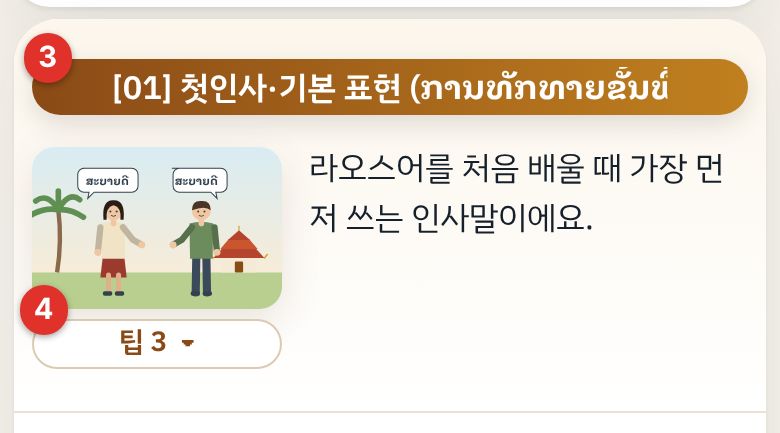 3
[01] 첫인사·기본 표현 (ການທັກທາຍຂັ້ນ
ສະບາຍດີ
ສະບາຍດີ
라오스어를 처음 배울 때 가장 먼
저 쓰는 인사말이에요.
4
팁 3